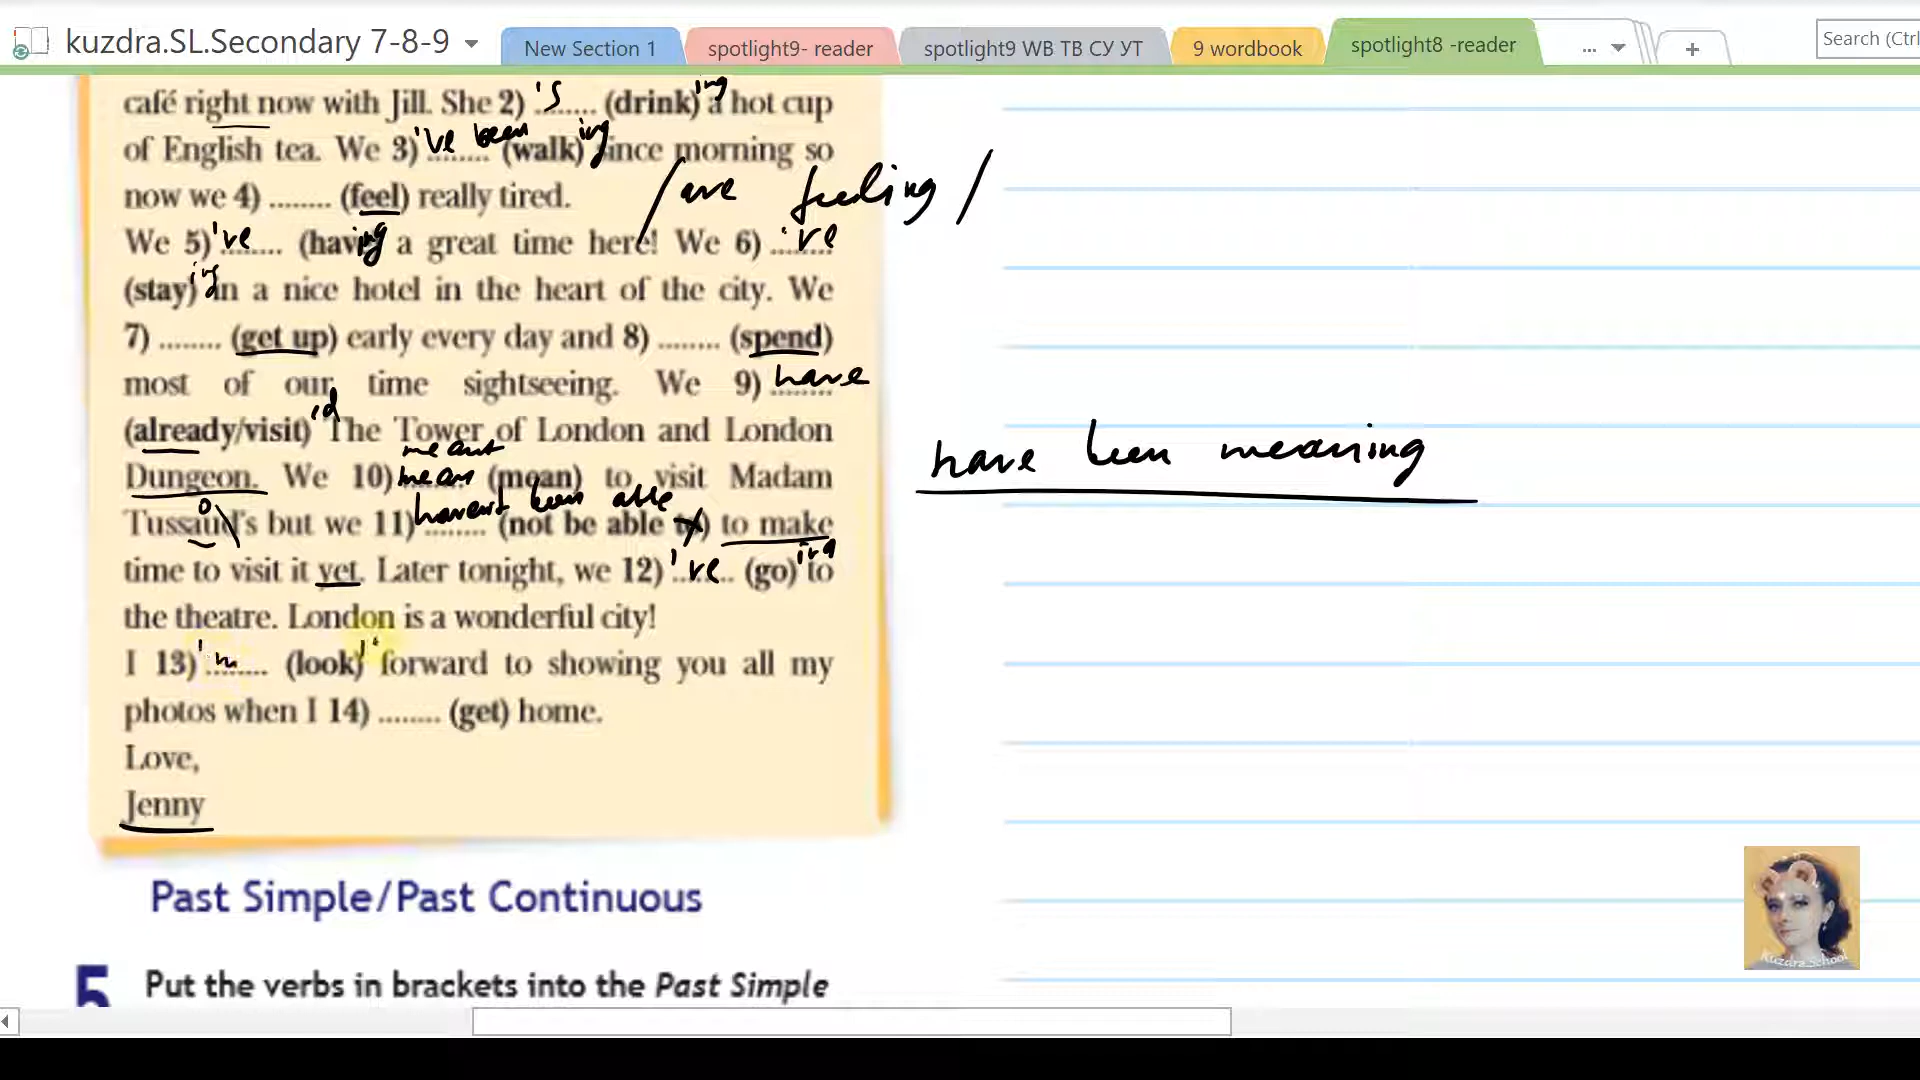 kuzdra.SL.Secondary 7-8-9
New Section 1
spotlight9- reader
spotlight9 WB TB СУ УТ
9 wordbook
spotlight8 -reader
...
+
Search (Ctrl
café right now with Jill. She 2) 's...... (drink)ing a hot cup
of English tea. We 3) 've been ........ (walk)ing since morning so
now we 4) ........ (feel) really tired. / are feeling /
We 5) 've ........ (having a great time here! We 6) 've ........
(stay)ing in a nice hotel in the heart of the city. We
7) ........ (get up) early every day and 8) ........ (spend)
most of our time sightseeing. We 9) have ........
(already/visit)'d The Tower of London and London
have been meaning
meant
Dungeon. We 10) mean ........ (mean) to visit Madam
Tussaud's but we 11) haven't been able ........ (not be able to) to make
time to visit it yet. Later tonight, we 12) 've ........ (go)ing to
the theatre. London is a wonderful city!
I 13) 'm ........ (look) forward to showing you all my
photos when I 14) ........ (get) home.
Love,
Jenny
Past Simple/Past Continuous
5 Put the verbs in brackets into the Past Simple
Kuzdra.School